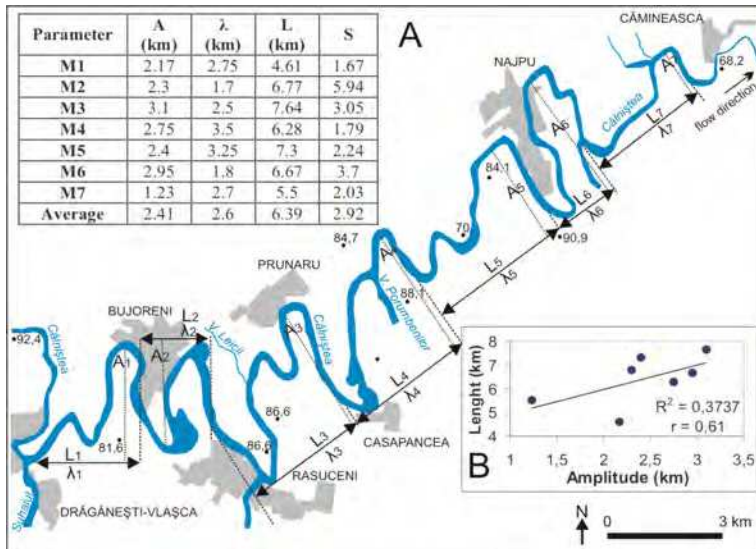 Parameter A (km) λ (km) L (km) S
M1 2.17 2.75 4.61 1.67
M2 2.3 1.7 6.77 5.94
M3 3.1 2.5 7.64 3.05
M4 2.75 3.5 6.28 1.79
M5 2.4 3.25 7.3 2.24
M6 2.95 1.8 6.67 3.7
M7 1.23 2.7 5.5 2.03
Average 2.41 2.6 6.39 2.92
A
CĂMINEASCA
68,2
flow direction
A7
L7
λ7
NAJPU
Câlniștea
A6
L6
λ6
84,1
A5
90,9
70
L5
λ5
84,7
A4
88,1
V. Porumbenilor
L4
λ4
PRUNARU
A3
Câlniștea
CASAPANCEA
L3
λ3
BUJORENI
L2
λ2
V. Leicii
A2
A1
92,4
Câlniștea
86,6
86,6
RASUCENI
81,6
L1
λ1
Suhatul
DRĂGĂNEȘTI-VLAȘCA
Lenght (km)
8
7
6
5
4
R² = 0,3737
r = 0,61
B
1 1,5 2 2,5 3 3,5
Amplitude (km)
N
0 3 km